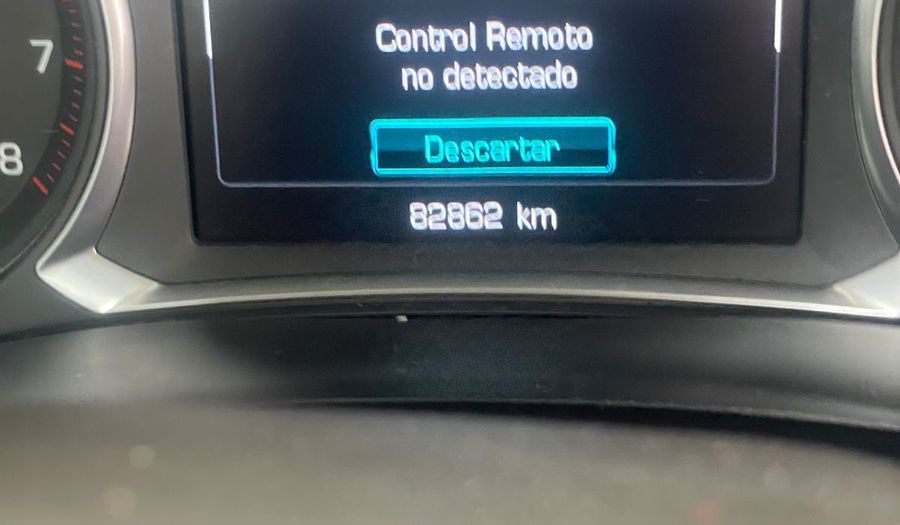 7
8
Control Remoto
no detectado
Descartar
82862 km